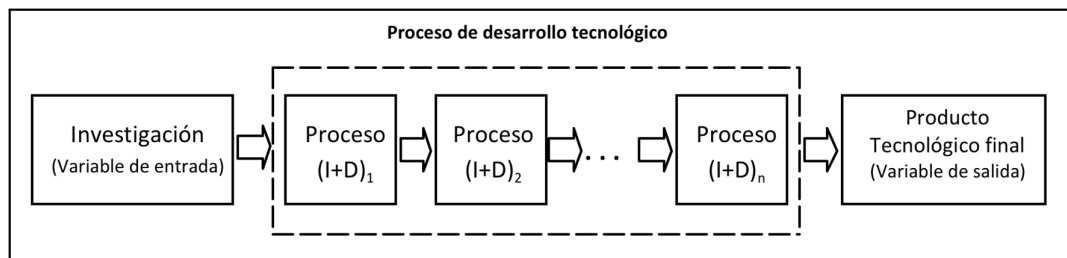 Proceso de desarrollo tecnológico
Investigación
(Variable de entrada)
Proceso
(I+D)₁
Proceso
(I+D)₂
. . .
Proceso
(I+D)ₙ
Producto
Tecnológico final
(Variable de salida)